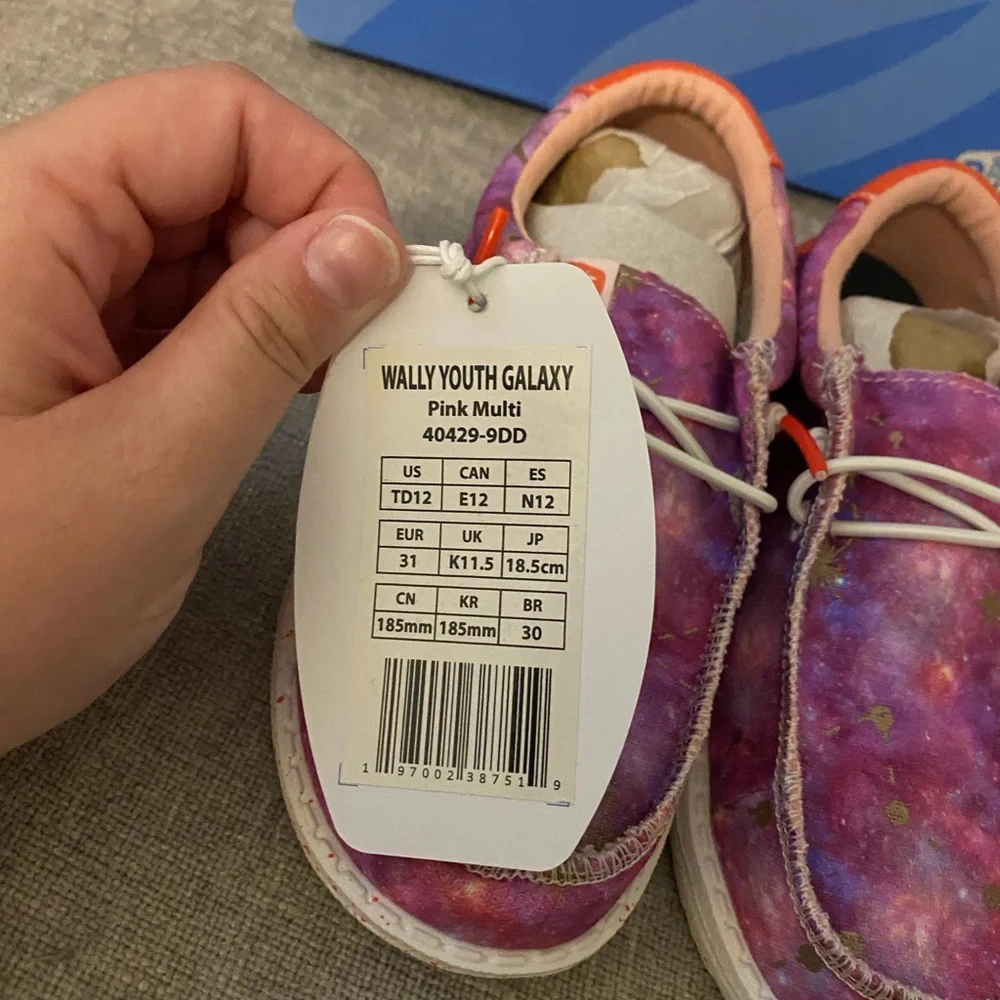 WALLY YOUTH GALAXY
Pink Multi
40429-9DD
US CAN ES
TD12 E12 N12
EUR UK JP
31 K11.5 18.5cm
CN KR BR
185mm 185mm 30
1 97002 38751 9